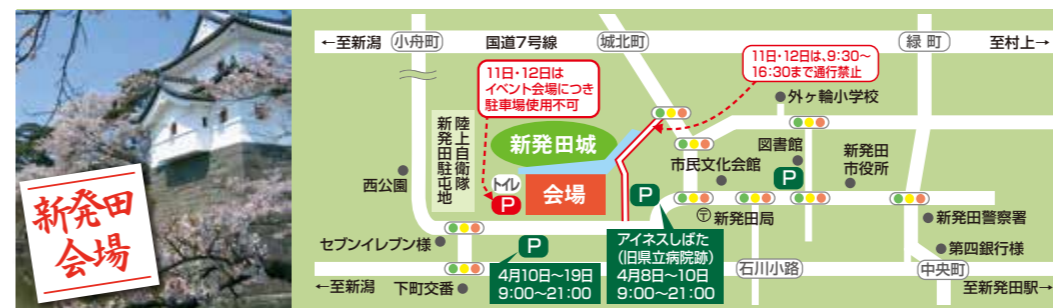 新発田
会場
←至新潟
小舟町
国道7号線
城北町
緑町
至村上→
11日・12日は
イベント会場につき
駐車場使用不可
11日・12日は、9:30〜
16:30まで通行禁止
外ヶ輪小学校
陸上自衛隊
新発田駐屯地
新発田城
図書館
新発田
市役所
市民文化会館
西公園
トイレ
P
会場
P
P
〒新発田局
新発田警察署
セブンイレブン様
P
4月10日〜19日
9:00〜21:00
アイネスしばた
(旧県立病院跡)
4月8日〜10日
9:00〜21:00
第四銀行様
石川小路
中央町
←至新潟
下町交番
至新発田駅→